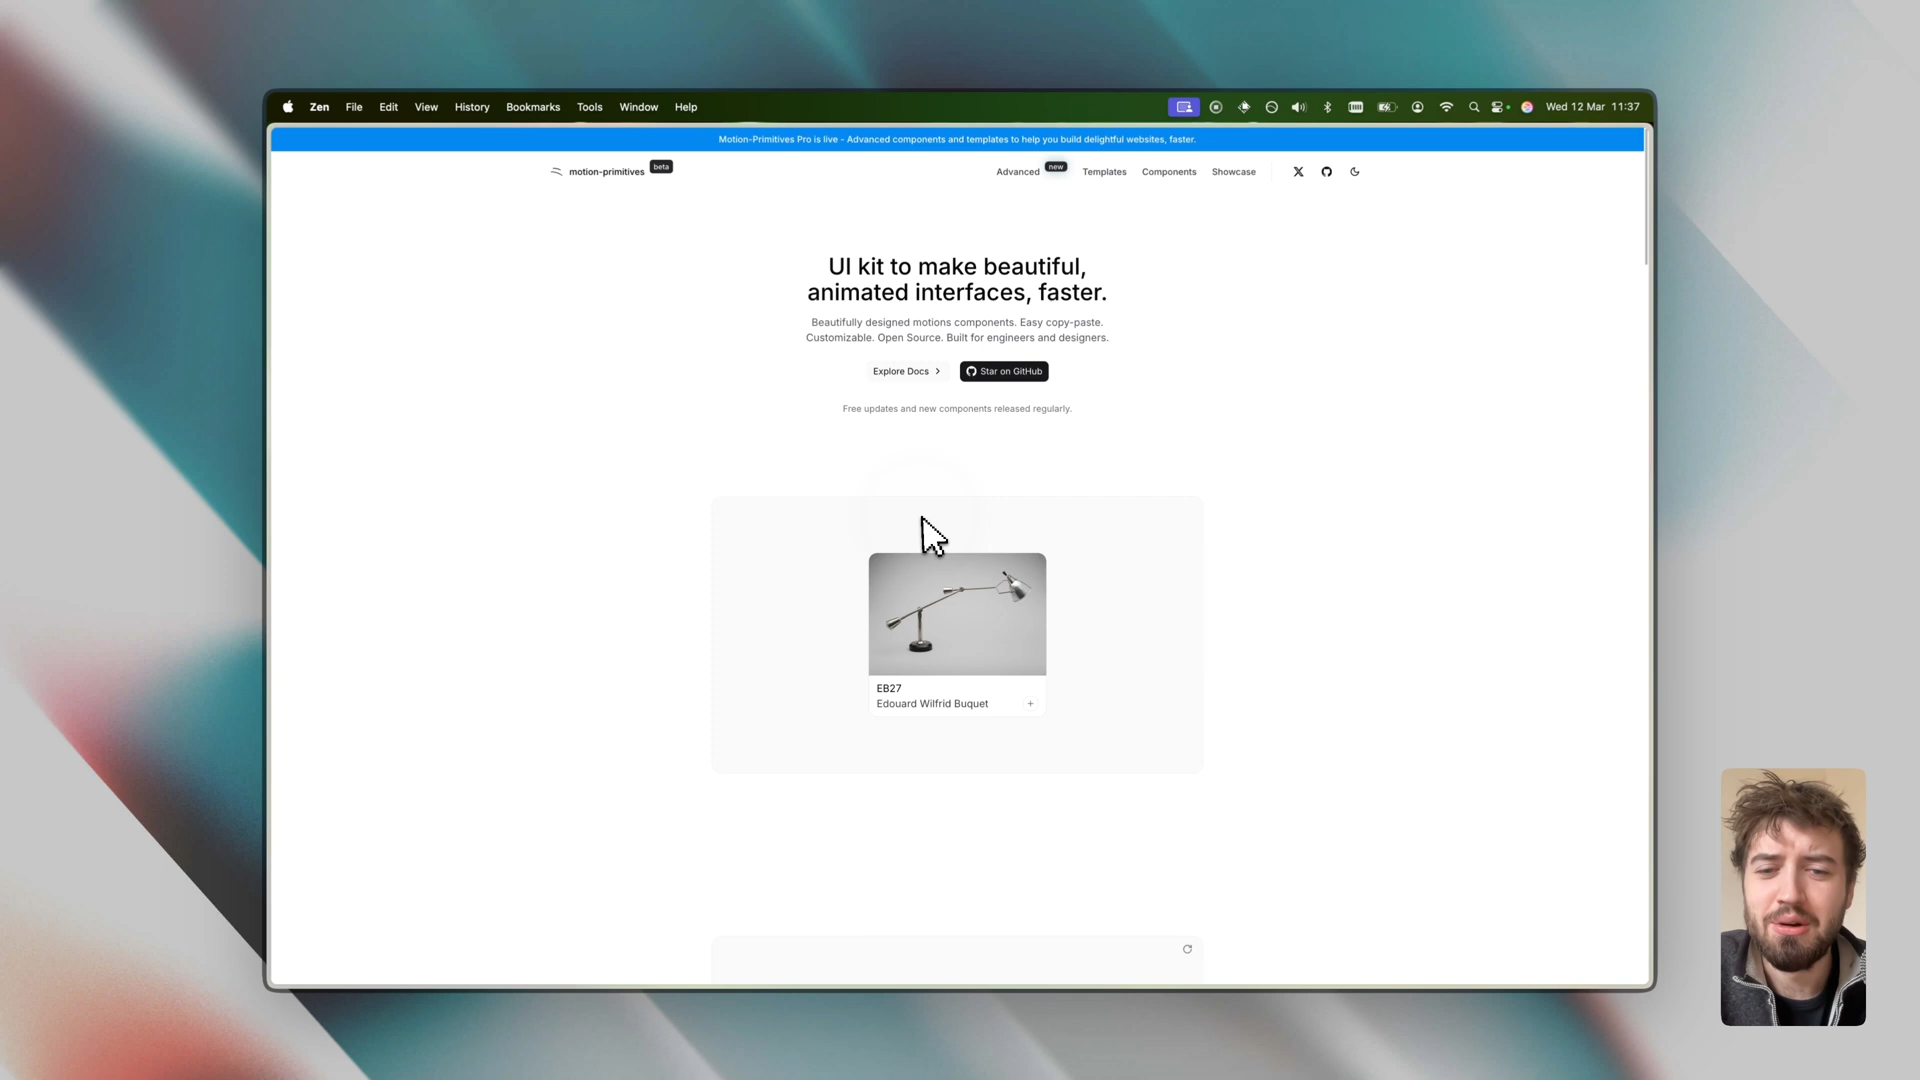 Zen File Edit View History Bookmarks Tools Window Help Wed 12 Mar 11:37
Motion-Primitives Pro is live - Advanced components and templates to help you build delightful websites, faster.
motion-primitives beta Advanced new Templates Components Showcase
UI kit to make beautiful,
animated interfaces, faster.
Beautifully designed motions components. Easy copy-paste.
Customizable. Open Source. Built for engineers and designers.
Explore Docs Star on GitHub
Free updates and new components released regularly.
EB27
Edouard Wilfrid Buquet